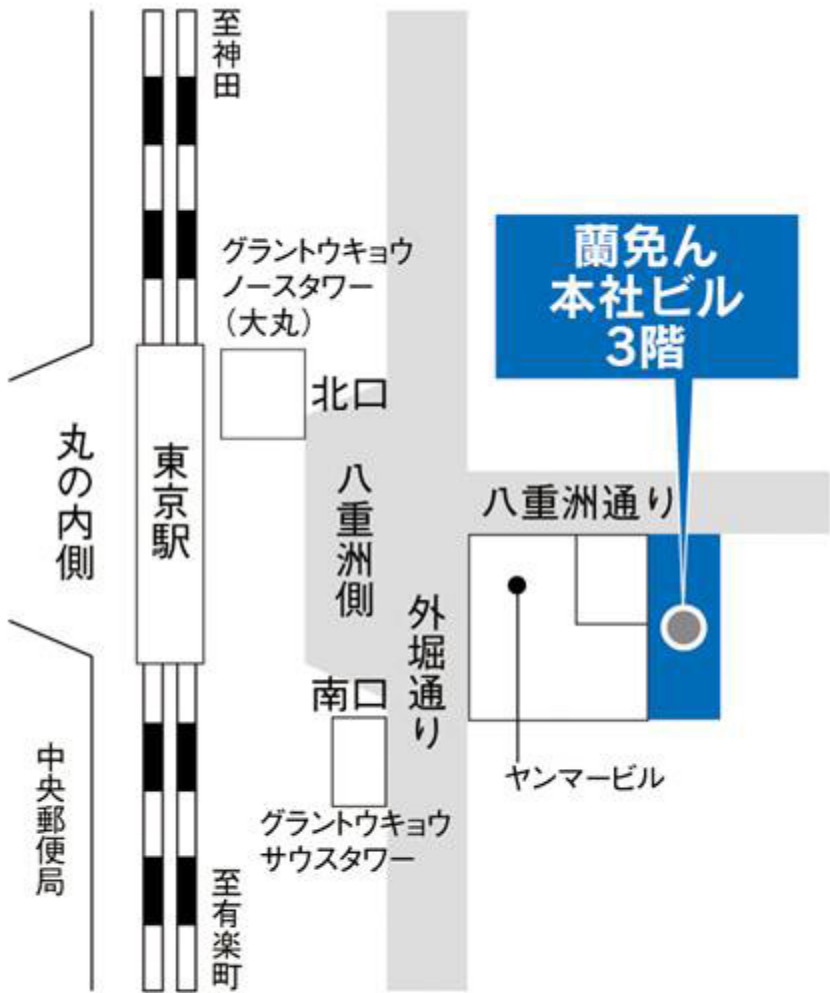 至神田
グラントウキョウ
ノースタワー
（大丸）
蘭免ん
本社ビル
3階
北口
丸の内側
東京駅
八重洲側
八重洲通り
外堀通り
南口
ヤンマービル
中央郵便局
グラントウキョウ
サウスタワー
至有楽町